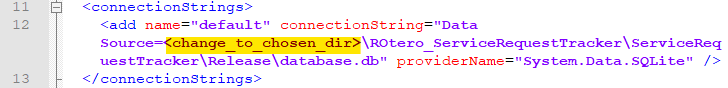 11 <connectionStrings>
12 <add name="default" connectionString="Data
Source=<change_to_chosen_dir>\ROtero_ServiceRequestTracker\ServiceReq
uestTracker\Release\database.db" providerName="System.Data.SQLite" />
13 </connectionStrings>